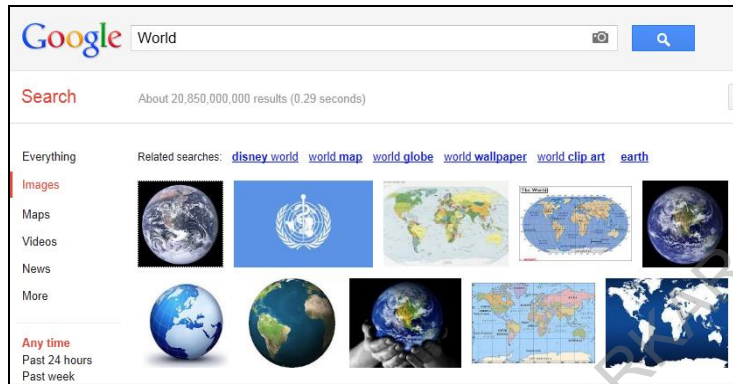 Google World
Search About 20,850,000,000 results (0.29 seconds)
Everything Related searches: disney world world map world globe world wallpaper world clip art earth
Images
The World
Maps
Videos
News
More
Any time
Past 24 hours
Past week